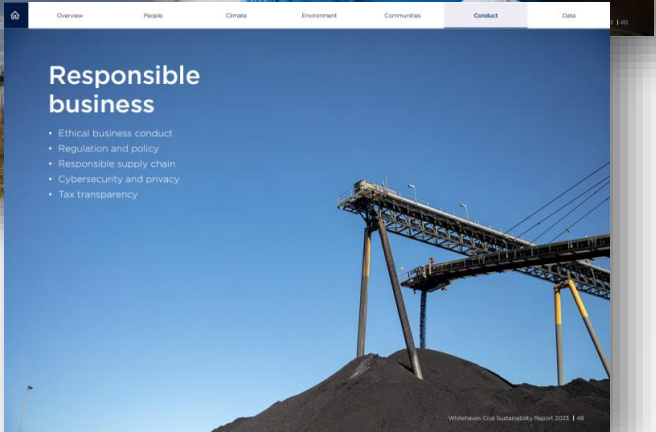 Overview
People
Climate
Environment
Communities
Conduct
Data
| 40
Responsible
business
• Ethical business conduct
• Regulation and policy
• Responsible supply chain
• Cybersecurity and privacy
• Tax transparency
Whitehaven Coal Sustainability Report 2023 | 48